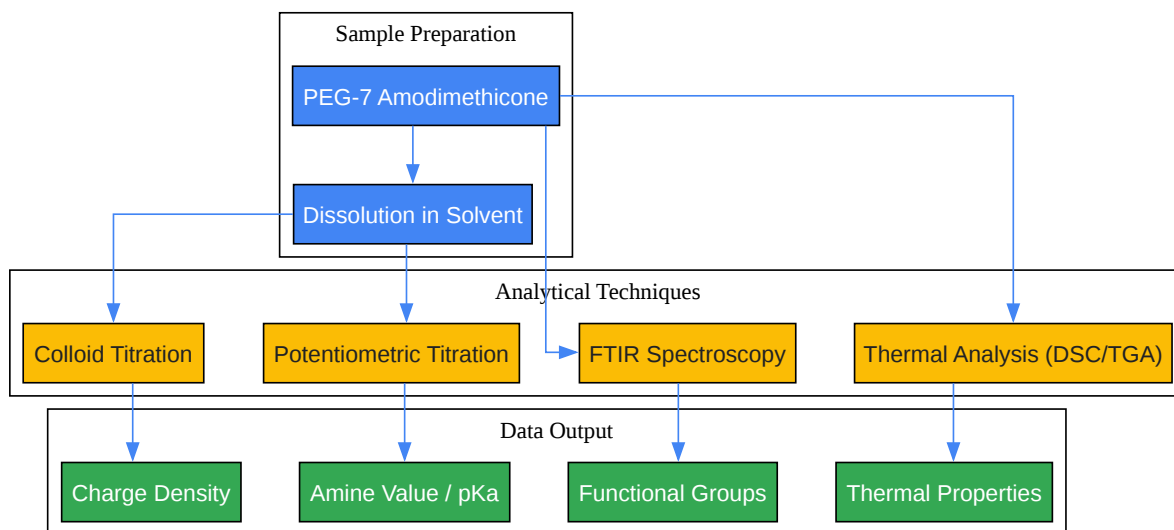 Sample Preparation
PEG-7 Amodimethicone
Dissolution in Solvent
Analytical Techniques
Colloid Titration
Potentiometric Titration
FTIR Spectroscopy
Thermal Analysis (DSC/TGA)
Data Output
Charge Density
Amine Value / pKa
Functional Groups
Thermal Properties